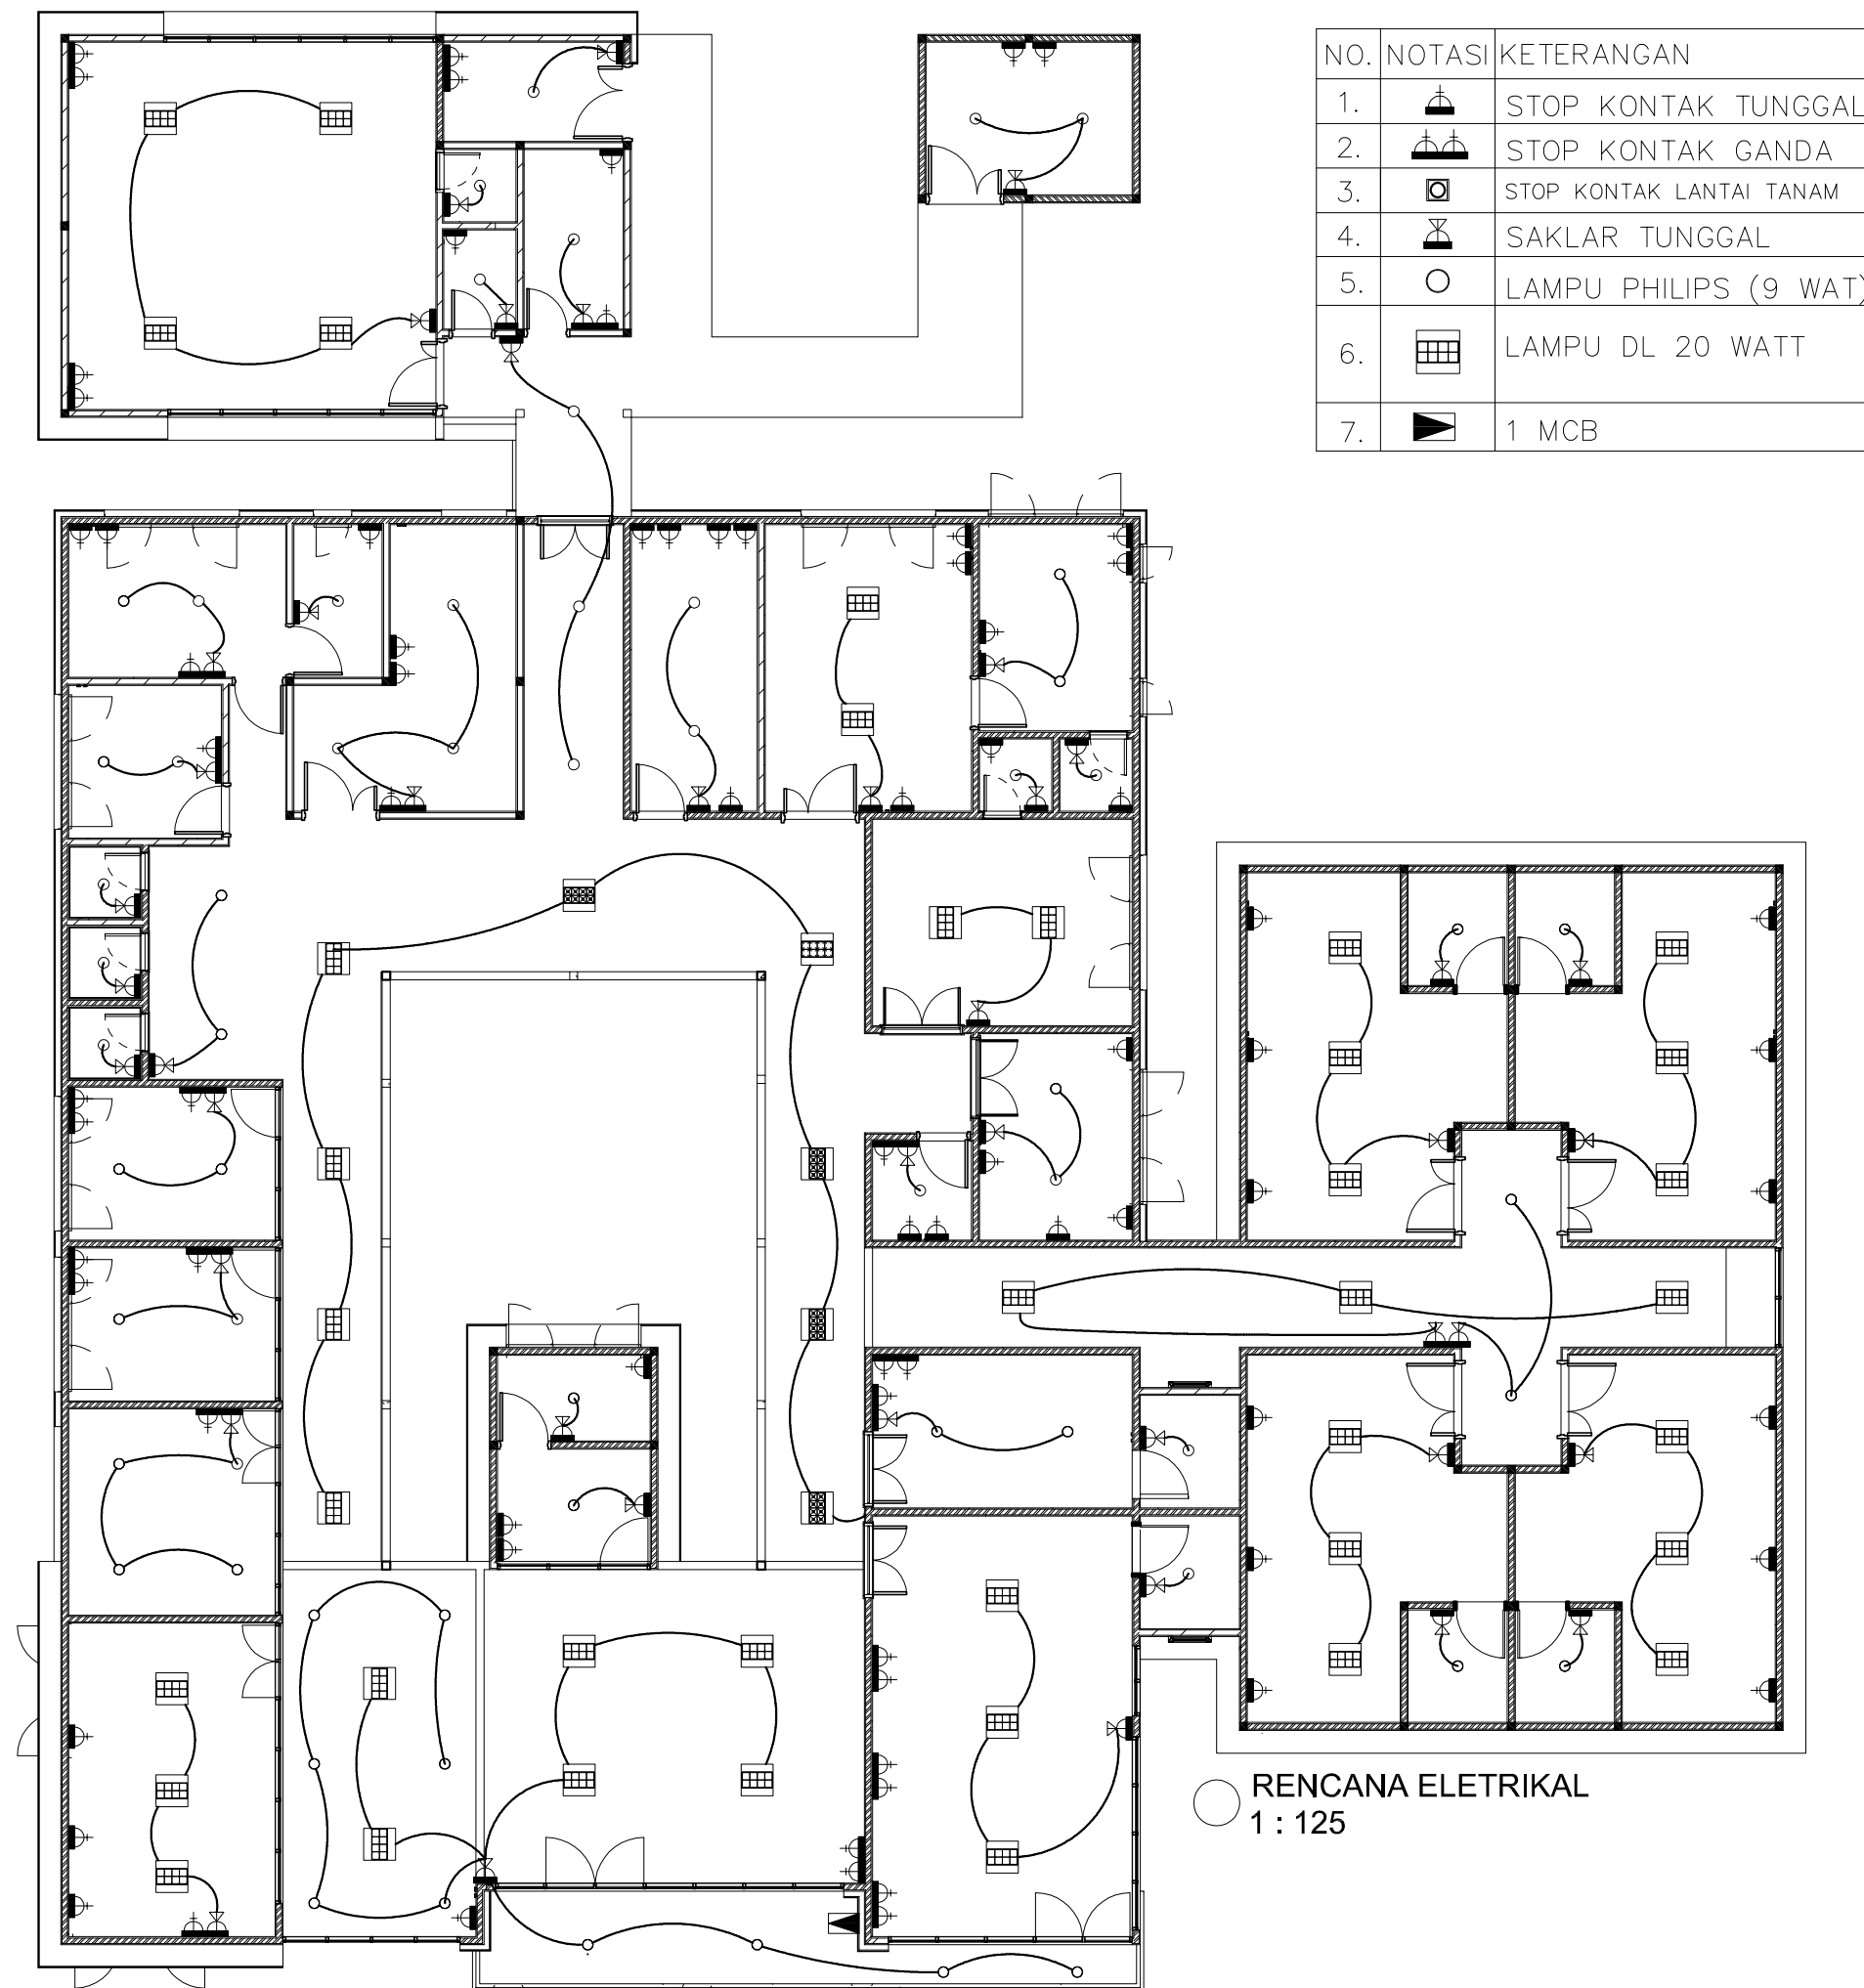 NO. NOTASI KETERANGAN
1. STOP KONTAK TUNGGAL
2. STOP KONTAK GANDA
3. STOP KONTAK LANTAI TANAM
4. SAKLAR TUNGGAL
5. LAMPU PHILIPS (9 WAT)
6. LAMPU DL 20 WATT
7. 1 MCB
RENCANA ELETRIKAL
1 : 125